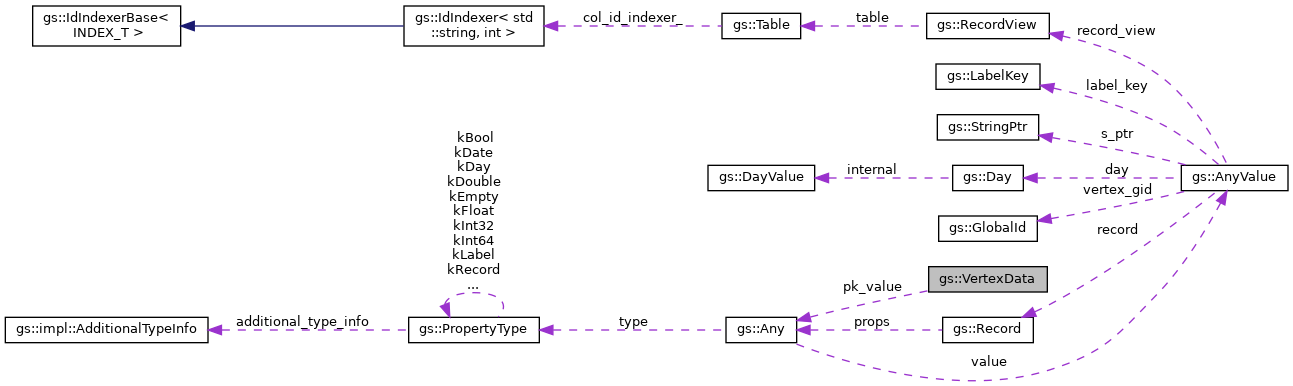 gs::IdIndexerBase<
INDEX_T >
gs::IdIndexer< std
::string, int >
col_id_indexer_
gs::Table
table
gs::RecordView
record_view
gs::LabelKey
label_key
gs::StringPtr
s_ptr
gs::DayValue
internal
gs::Day
day
gs::AnyValue
vertex_gid
gs::GlobalId
record
kBool
kDate
kDay
kDouble
kEmpty
kFloat
kInt32
kInt64
kLabel
kRecord
...
gs::VertexData
pk_value
gs::impl::AdditionalTypeInfo
additional_type_info
gs::PropertyType
type
gs::Any
props
gs::Record
value